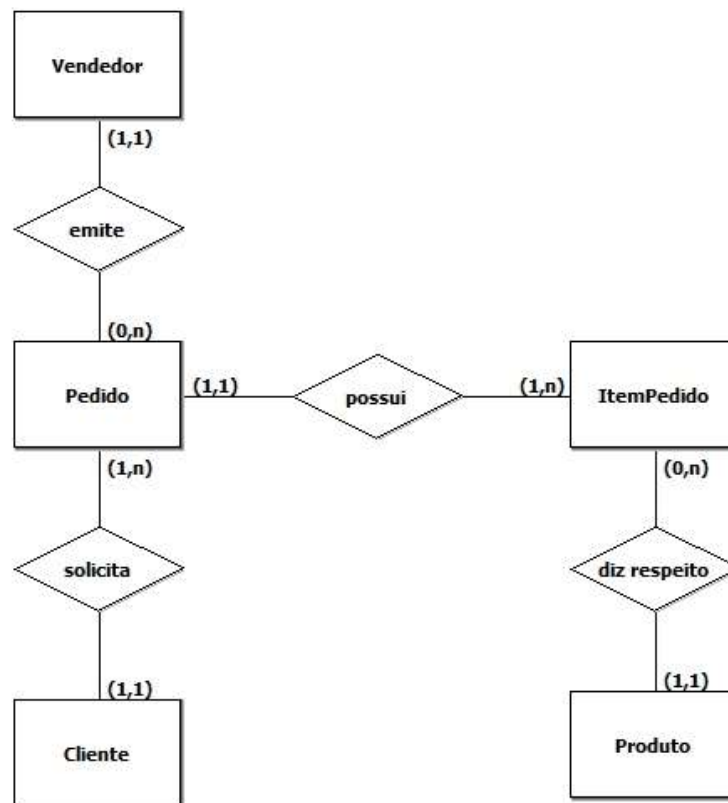 Vendedor
(1,1)
emite
(0,n)
Pedido
(1,1)
possui
(1,n)
ItemPedido
(1,n)
(0,n)
solicita
diz respeito
(1,1)
(1,1)
Cliente
Produto